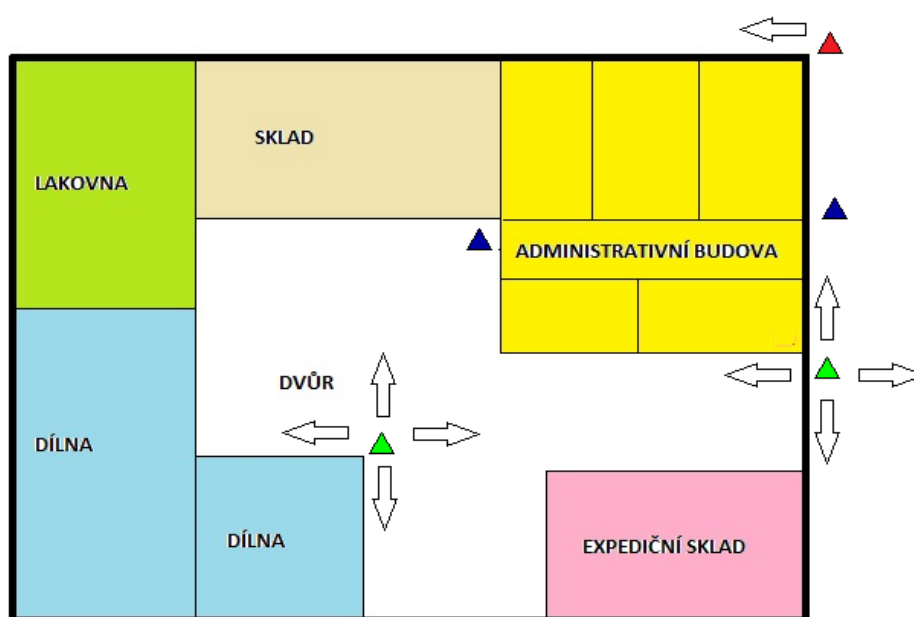 SKLAD
LAKOVNA
ADMINISTRATIVNÍ BUDOVA
DVŮR
DÍLNA
DÍLNA
EXPEDIČNÍ SKLAD